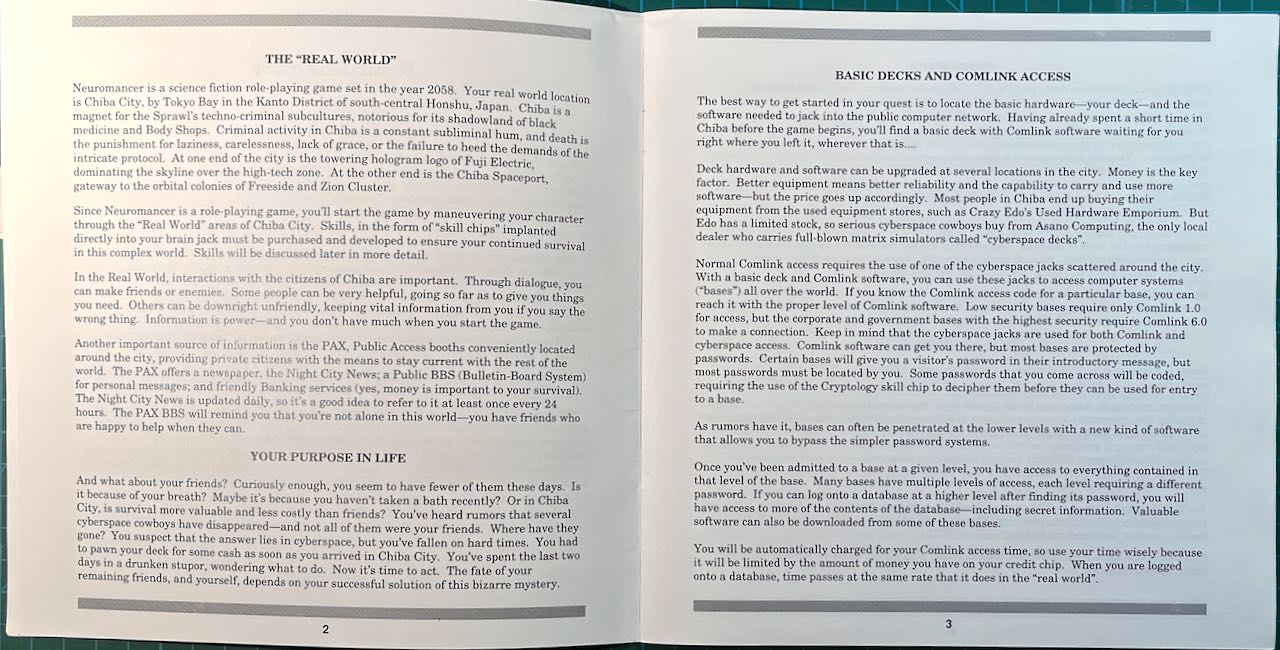 THE “REAL WORLD”
Neuromancer is a science fiction role-playing game set in the year 2058. Your real world location
is Chiba City, by Tokyo Bay in the Kanto District of south-central Honshu, Japan. Chiba is a
magnet for the Sprawl’s techno-criminal subcultures, notorious for its shadowland of black
medicine and Body Shops. Criminal activity in Chiba is a constant subliminal hum, and death is
the punishment for laziness, carelessness, lack of grace, or the failure to heed the demands of the
intricate protocol. At one end of the city is the towering hologram logo of Fuji Electric,
dominating the skyline over the high-tech zone. At the other end is the Chiba Spaceport,
gateway to the orbital colonies of Freeside and Zion Cluster.
Since Neuromancer is a role-playing game, you’ll start the game by maneuvering your character
through the “Real World” areas of Chiba City. Skills, in the form of “skill chips” implanted
directly into your brain jack must be purchased and developed to ensure your continued survival
in this complex world. Skills will be discussed later in more detail.
In the Real World, interactions with the citizens of Chiba are important. Through dialogue, you
can make friends or enemies. Some people can be very helpful, going so far as to give you things
you need. Others can be downright unfriendly, keeping vital information from you if you say the
wrong thing. Information is power—and you don’t have much when you start the game.
Another important source of information is the PAX, Public Access booths conveniently located
around the city, providing private citizens with the means to stay current with the rest of the
world. The PAX offers a newspaper, the Night City News; a Public BBS (Bulletin-Board System)
for personal messages; and friendly Banking services (yes, money is important to your survival).
The Night City News is updated daily, so it’s a good idea to refer to it at least once every 24
hours. The PAX BBS will remind you that you’re not alone in this world—you have friends who
are happy to help when they can.
YOUR PURPOSE IN LIFE
And what about your friends? Curiously enough, you seem to have fewer of them these days. Is
it because of your breath? Maybe it’s because you haven’t taken a bath recently? Or in Chiba
City, is survival more valuable and less costly than friends? You’ve heard rumors that several
cyberspace cowboys have disappeared—and not all of them were your friends. Where have they
gone? You suspect that the answer lies in cyberspace, but you’ve fallen on hard times. You had
to pawn your deck for some cash as soon as you arrived in Chiba City. You’ve spent the last two
days in a drunken stupor, wondering what to do. Now it’s time to act. The fate of your
remaining friends, and yourself, depends on your successful solution of this bizarre mystery.
2
BASIC DECKS AND COMLINK ACCESS
The best way to get started in your quest is to locate the basic hardware—your deck—and the
software needed to jack into the public computer network. Having already spent a short time in
Chiba before the game begins, you’ll find a basic deck with Comlink software waiting for you
right where you left it, wherever that is....
Deck hardware and software can be upgraded at several locations in the city. Money is the key
factor. Better equipment means better reliability and the capability to carry and use more
software—but the price goes up accordingly. Most people in Chiba end up buying their
equipment from the used equipment stores, such as Crazy Edo’s Used Hardware Emporium. But
Edo has a limited stock, so serious cyberspace cowboys buy from Asano Computing, the only local
dealer who carries full-blown matrix simulators called “cyberspace decks”.
Normal Comlink access requires the use of one of the cyberspace jacks scattered around the city.
With a basic deck and Comlink software, you can use these jacks to access computer systems
(“bases”) all over the world. If you know the Comlink access code for a particular base, you can
reach it with the proper level of Comlink software. Low security bases require only Comlink 1.0
for access, but the corporate and government bases with the highest security require Comlink 6.0
to make a connection. Keep in mind that the cyberspace jacks are used for both Comlink and
cyberspace access. Comlink software can get you there, but most bases are protected by
passwords. Certain bases will give you a visitor’s password in their introductory message, but
most passwords must be located by you. Some passwords that you come across will be coded,
requiring the use of the Cryptology skill chip to decipher them before they can be used for entry
to a base.
As rumors have it, bases can often be penetrated at the lower levels with a new kind of software
that allows you to bypass the simpler password systems.
Once you’ve been admitted to a base at a given level, you have access to everything contained in
that level of the base. Many bases have multiple levels of access, each level requiring a different
password. If you can log onto a database at a higher level after finding its password, you will
have access to more of the contents of the database—including secret information. Valuable
software can also be downloaded from some of these bases.
You will be automatically charged for your Comlink access time, so use your time wisely because
it will be limited by the amount of money you have on your credit chip. When you are logged
onto a database, time passes at the same rate that it does in the “real world”.
3